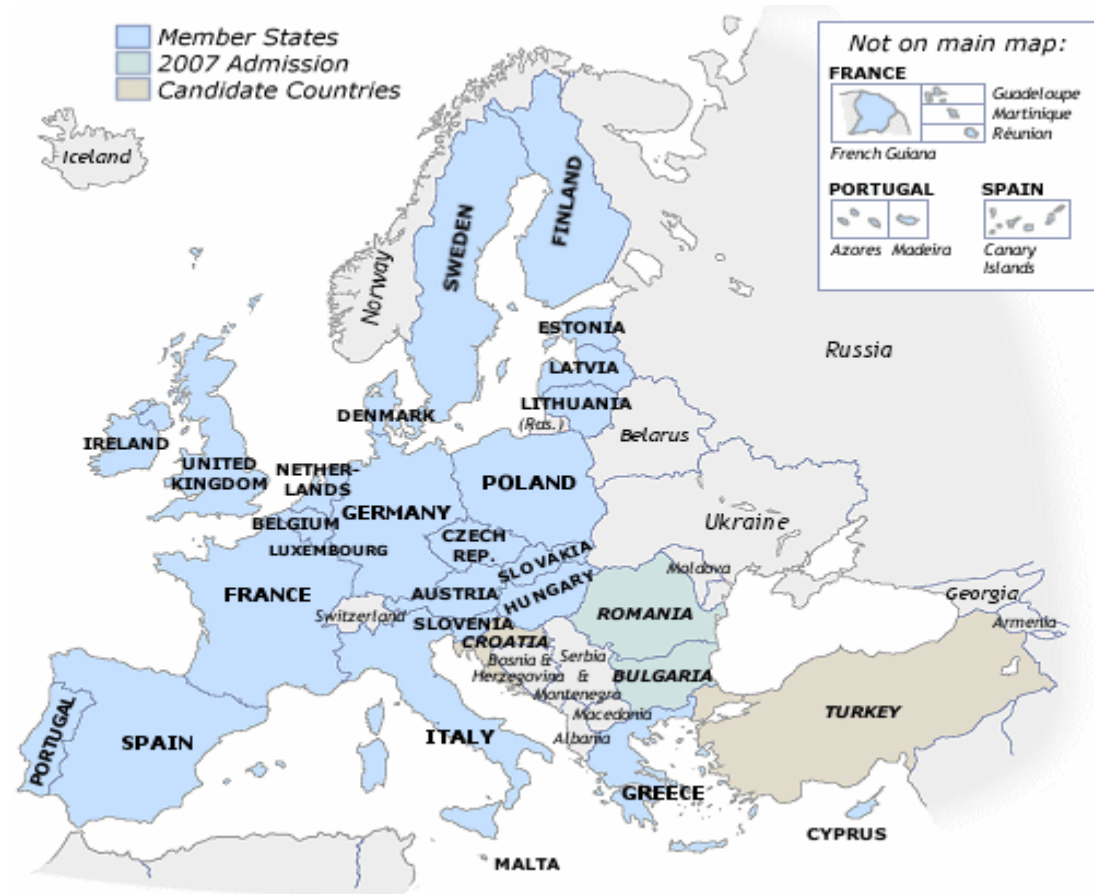 Member States
2007 Admission
Candidate Countries
Not on main map:
FRANCE
Guadeloupe
Martinique
Réunion
French Guiana
PORTUGAL
SPAIN
Azores
Madeira
Canary
Islands
Iceland
FINLAND
SWEDEN
Norway
ESTONIA
Russia
LATVIA
DENMARK
LITHUANIA
(Ras.)
Belarus
IRELAND
UNITED
KINGDOM
NETHER-
LANDS
POLAND
GERMANY
BELGIUM
Ukraine
CZECH
REP.
LUXEMBOURG
SLOVAKIA
Moldova
FRANCE
AUSTRIA
HUNGARY
Switzerland
ROMANIA
Georgia
SLOVENIA
Armenia
CROATIA
Bosnia &
Herzegovina
Serbia
&
Montenegra
BULGARIA
Macedonia
TURKEY
PORTUGAL
SPAIN
ITALY
Albania
GREECE
CYPRUS
MALTA